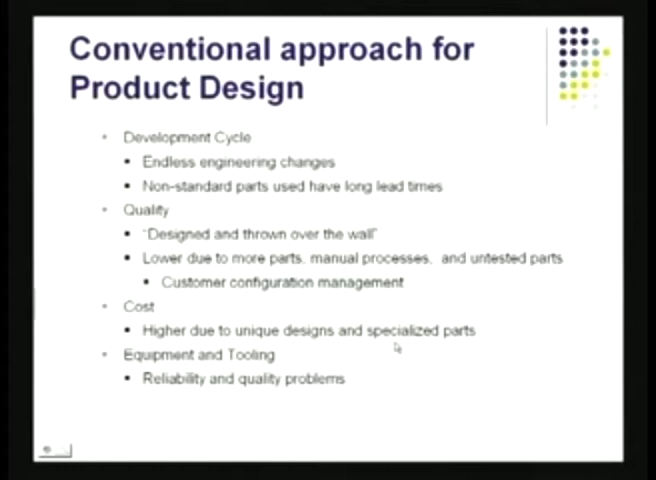 Conventional approach for
Product Design
Development Cycle
Endless engineering changes
Non-standard parts used have long lead times
Quality
"Designed and thrown over the wall"
Lower due to more parts, manual processes, and untested parts
Customer configuration management
Cost
Higher due to unique designs and specialized parts
Equipment and Tooling
Reliability and quality problems